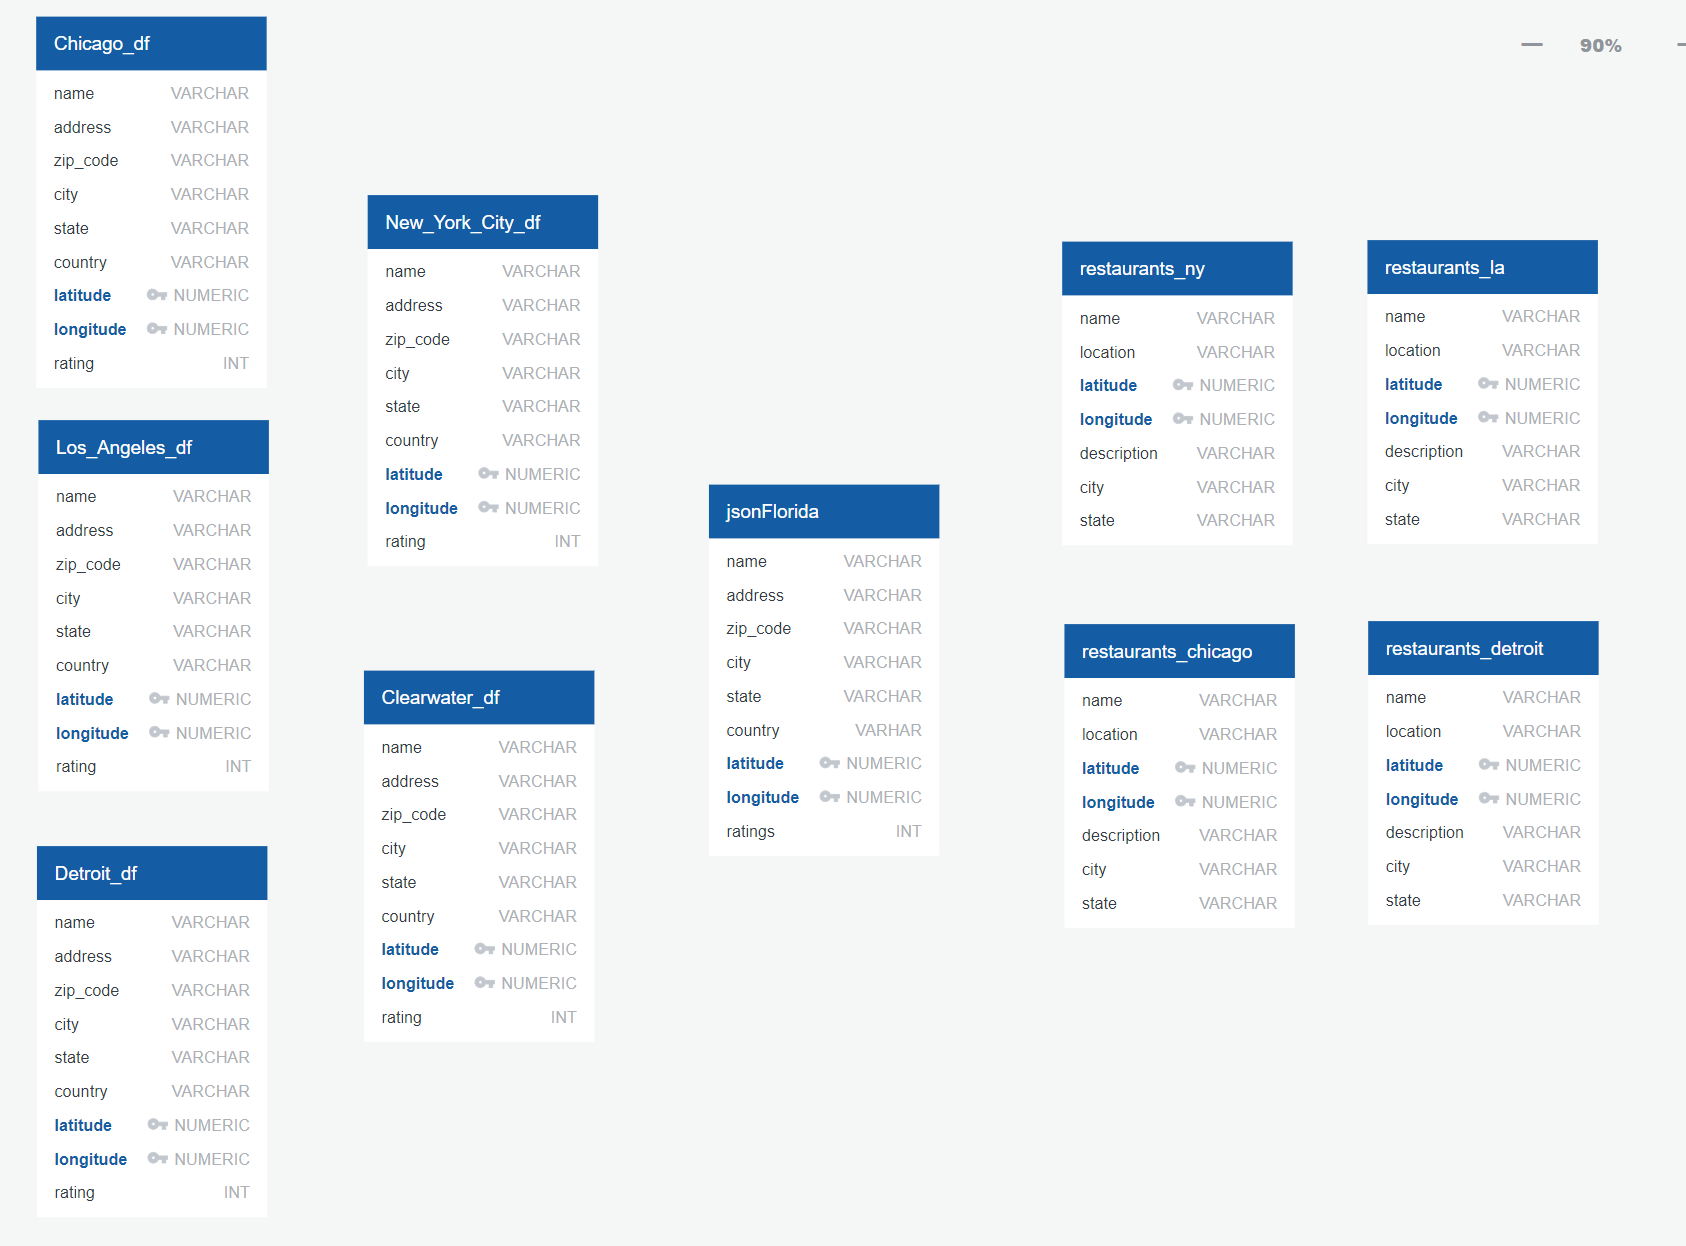 Chicago_df
name VARCHAR
address VARCHAR
zip_code VARCHAR
city VARCHAR
state VARCHAR
country VARCHAR
latitude NUMERIC
longitude NUMERIC
rating INT
Los_Angeles_df
name VARCHAR
address VARCHAR
zip_code VARCHAR
city VARCHAR
state VARCHAR
country VARCHAR
latitude NUMERIC
longitude NUMERIC
rating INT
Detroit_df
name VARCHAR
address VARCHAR
zip_code VARCHAR
city VARCHAR
state VARCHAR
country VARCHAR
latitude NUMERIC
longitude NUMERIC
rating INT
New_York_City_df
name VARCHAR
address VARCHAR
zip_code VARCHAR
city VARCHAR
state VARCHAR
country VARCHAR
latitude NUMERIC
longitude NUMERIC
rating INT
Clearwater_df
name VARCHAR
address VARCHAR
zip_code VARCHAR
city VARCHAR
state VARCHAR
country VARCHAR
latitude NUMERIC
longitude NUMERIC
rating INT
jsonFlorida
name VARCHAR
address VARCHAR
zip_code VARCHAR
city VARCHAR
state VARCHAR
country VARHAR
latitude NUMERIC
longitude NUMERIC
ratings INT
restaurants_ny
name VARCHAR
location VARCHAR
latitude NUMERIC
longitude NUMERIC
description VARCHAR
city VARCHAR
state VARCHAR
restaurants_chicago
name VARCHAR
location VARCHAR
latitude NUMERIC
longitude NUMERIC
description VARCHAR
city VARCHAR
state VARCHAR
90%
restaurants_la
name VARCHAR
location VARCHAR
latitude NUMERIC
longitude NUMERIC
description VARCHAR
city VARCHAR
state VARCHAR
restaurants_detroit
name VARCHAR
location VARCHAR
latitude NUMERIC
longitude NUMERIC
description VARCHAR
city VARCHAR
state VARCHAR